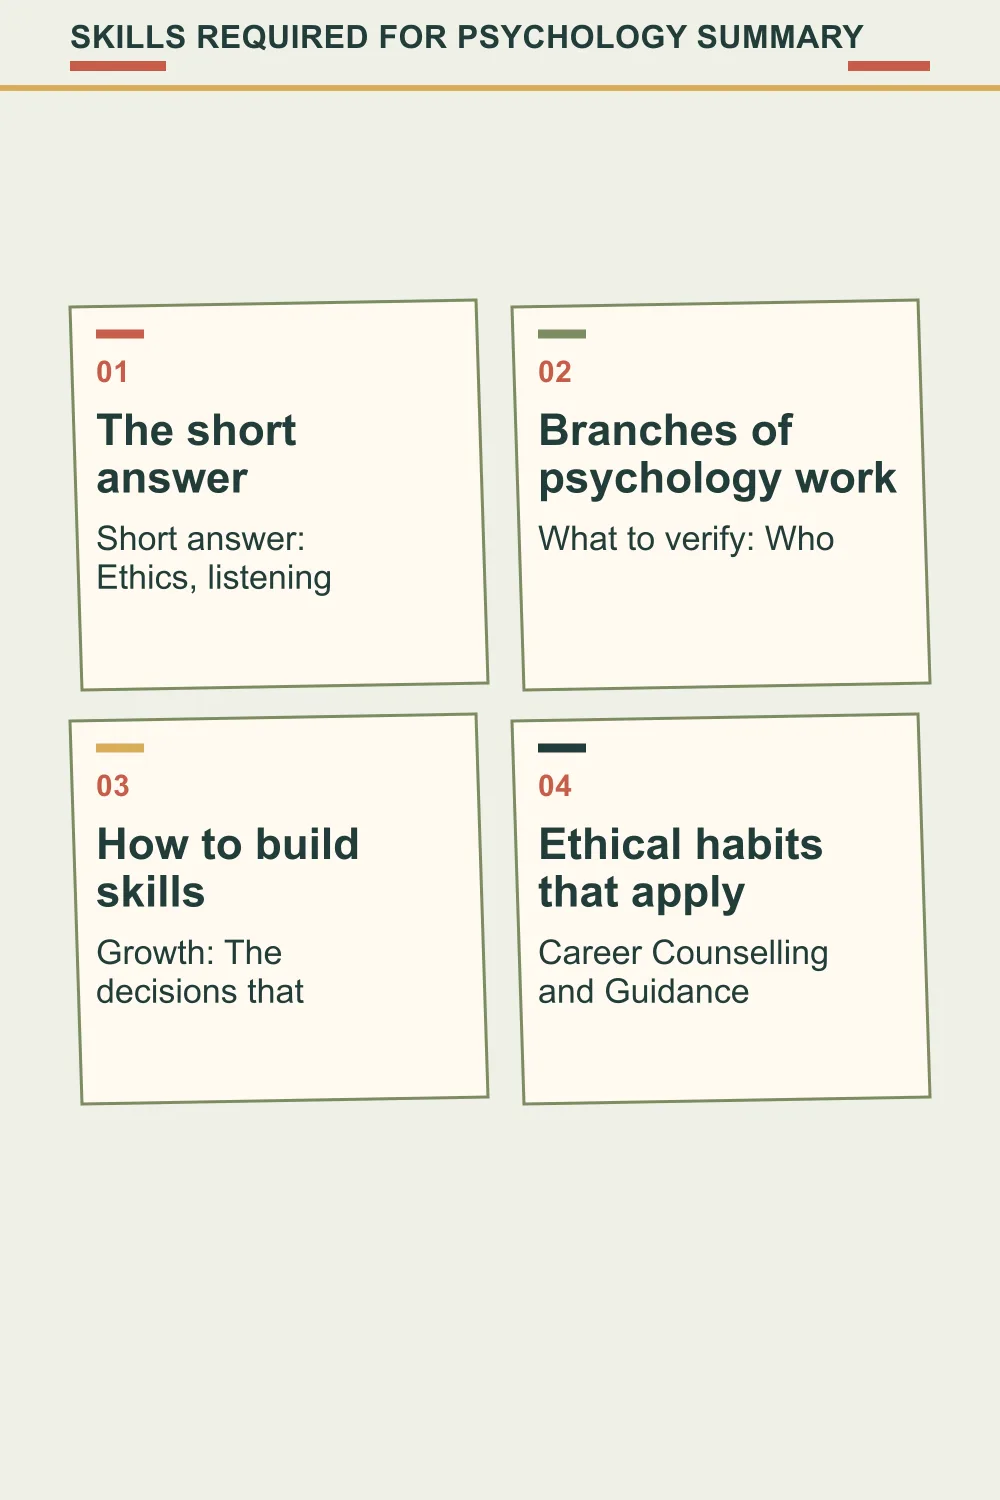 SKILLS REQUIRED FOR PSYCHOLOGY SUMMARY
01
The short
answer
Short answer:
Ethics, listening
02
Branches of
psychology work
What to verify: Who
03
How to build
skills
Growth: The
decisions that
04
Ethical habits
that apply
Career Counselling
and Guidance